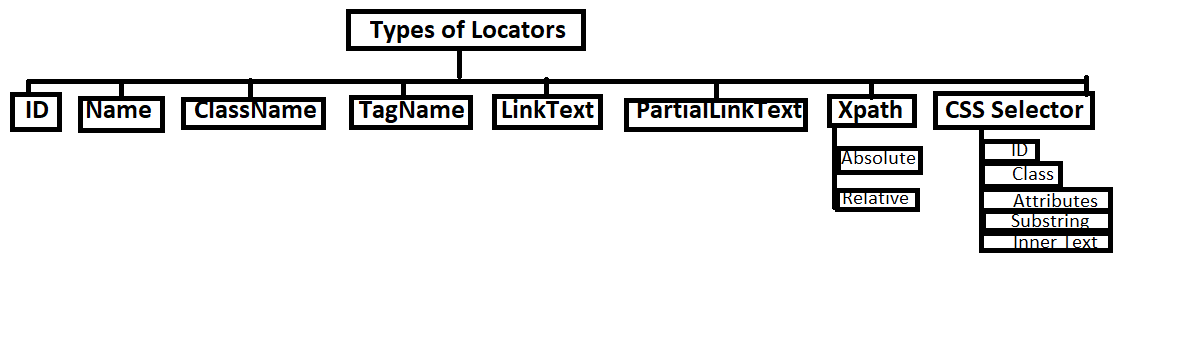 Types of Locators
ID
Name
ClassName
TagName
LinkText
PartialLinkText
Xpath
CSS Selector
Absolute
Relative
ID
Class
Attributes
Substring
Inner Text